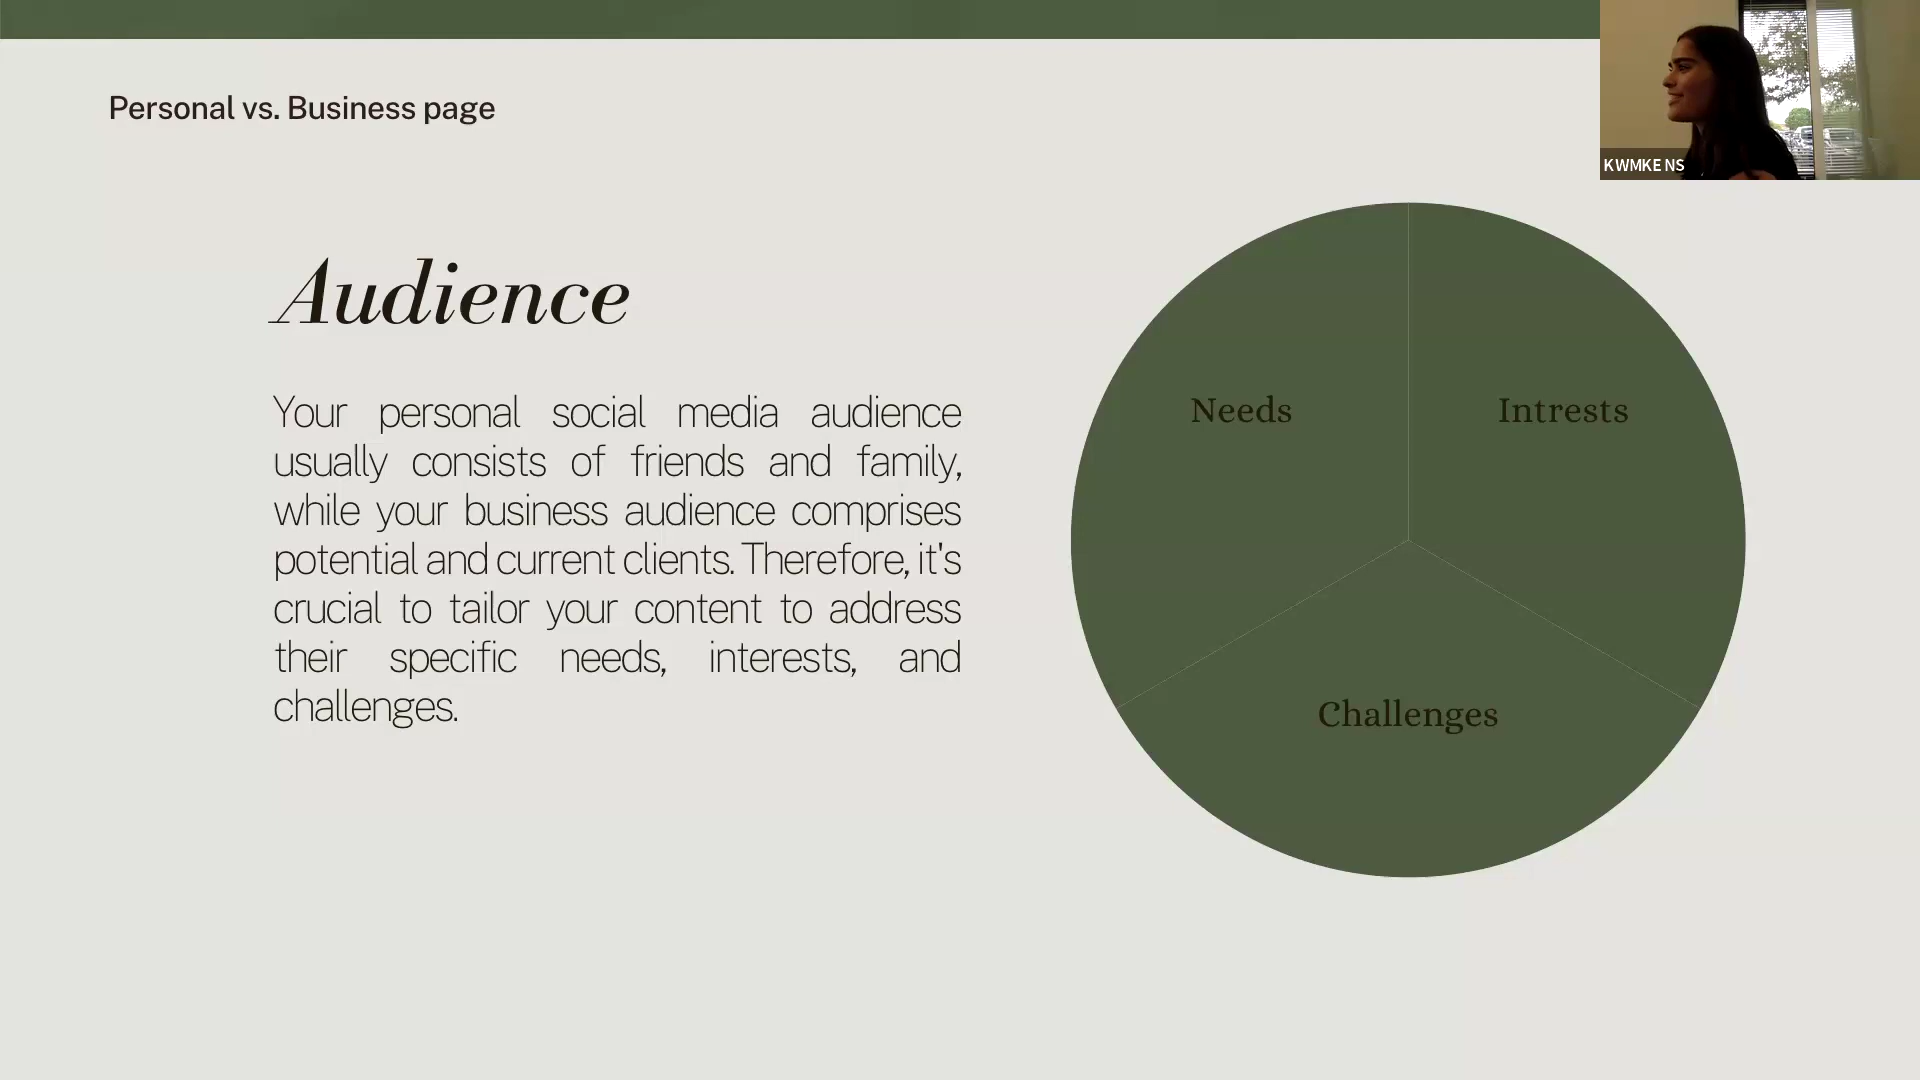 Personal vs. Business page
KWMKE NS
Audience
Your personal social media audience
usually consists of friends and family,
while your business audience comprises
potential and current clients. Therefore, it's
crucial to tailor your content to address
their specific needs, interests, and
challenges.
Needs
Intrests
Challenges